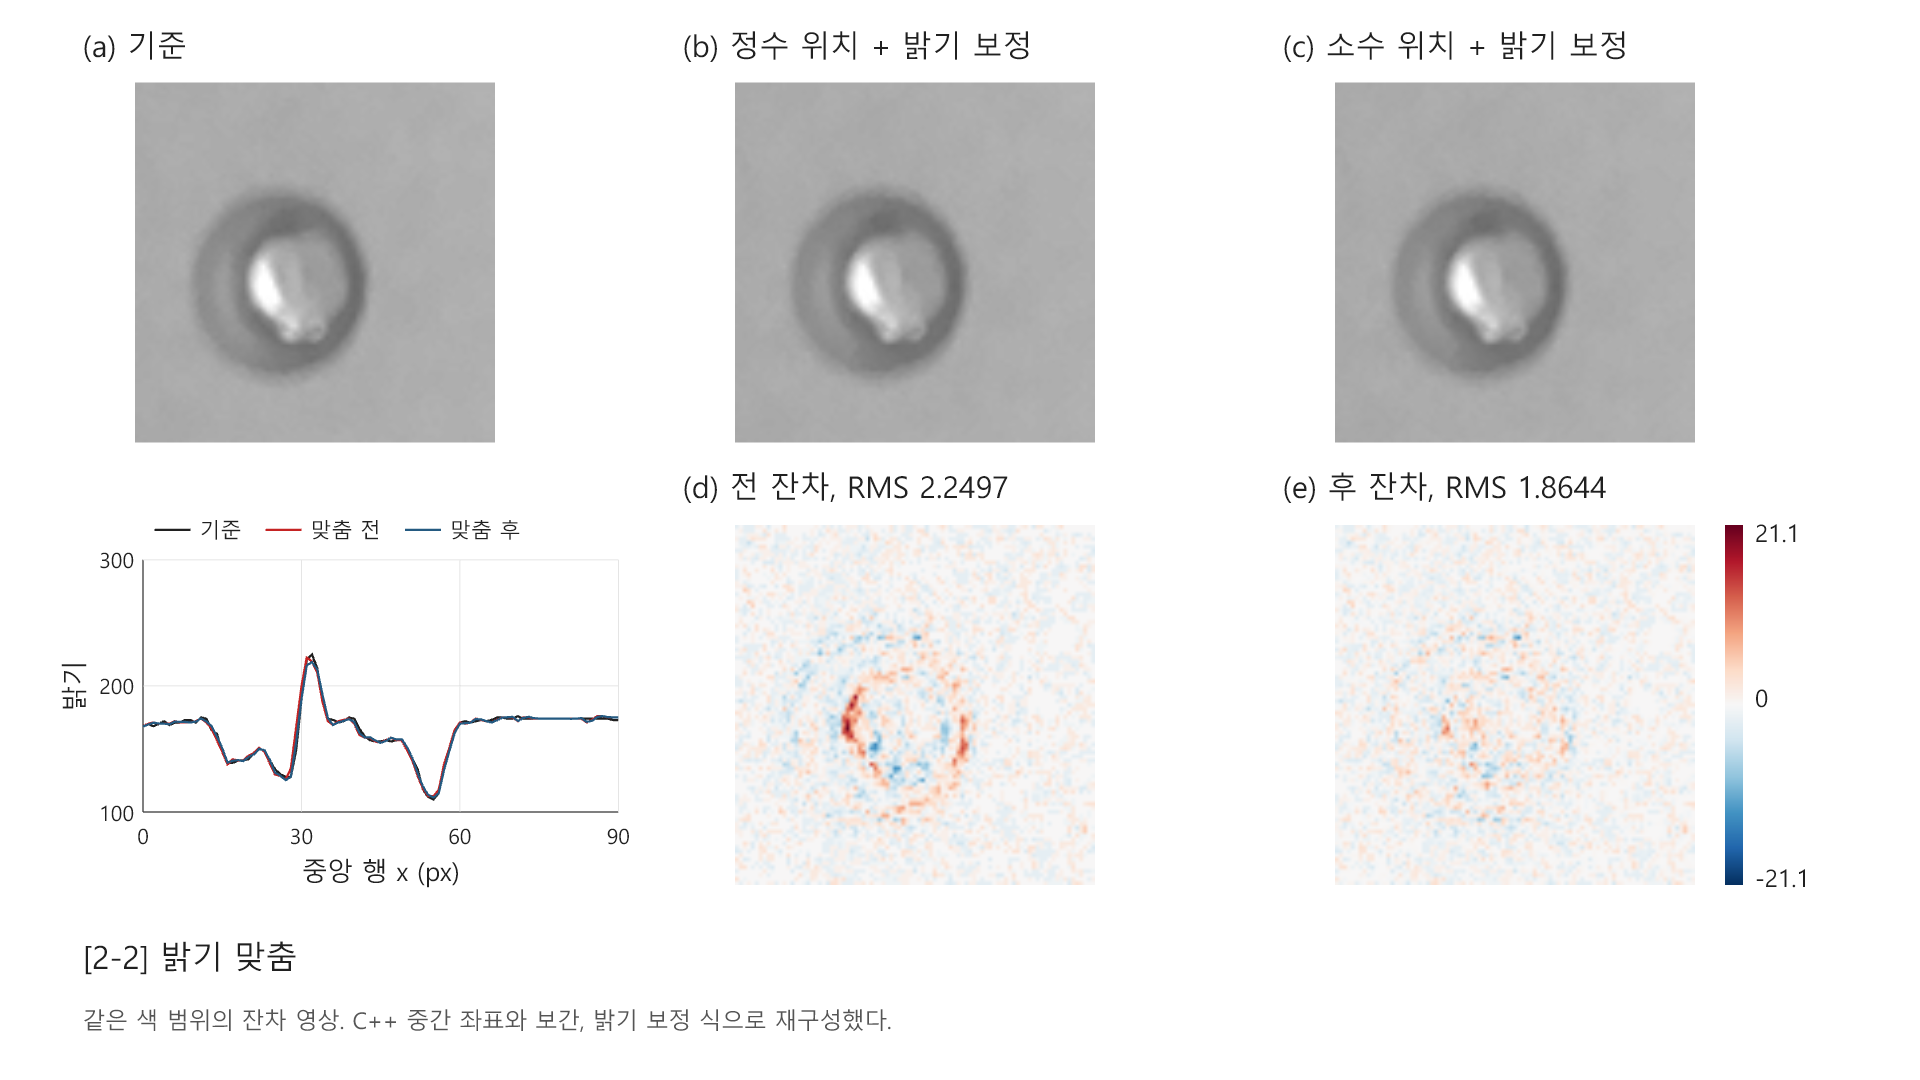 (a) 기준
(b) 정수 위치 + 밝기 보정
(c) 소수 위치 + 밝기 보정
(d) 전 잔차, RMS 2.2497
(e) 후 잔차, RMS 1.8644
기준 맞춤 전 맞춤 후
300
200
100
밝기
0 30 60 90
중앙 행 x (px)
21.1
0
-21.1
[2-2] 밝기 맞춤
같은 색 범위의 잔차 영상. C++ 중간 좌표와 보간, 밝기 보정 식으로 재구성했다.